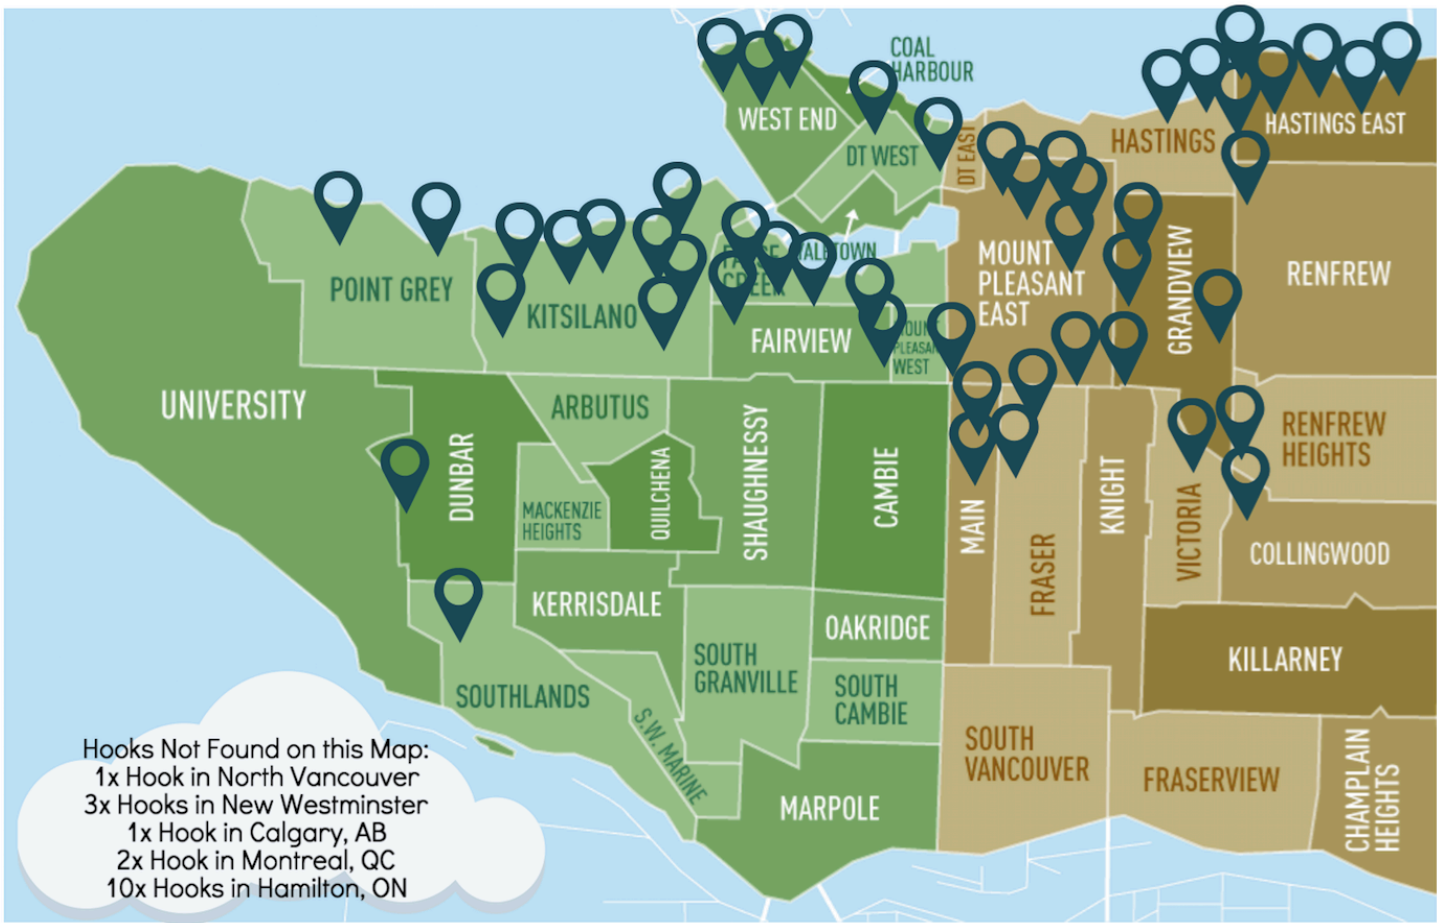 COAL
HARBOUR
WEST END
DT WEST
DT EAST
HASTINGS
HASTINGS EAST
POINT GREY
KITSILANO
CREEK
FAIRVIEW
WEST
MOUNT
PLEASANT
EAST
GRANDVIEW
RENFREW
UNIVERSITY
DUNBAR
ARBUTUS
MACKENZIE
HEIGHTS
QUILCHENA
SHAUGHNESSY
CAMBIE
MAIN
FRASER
KNIGHT
VICTORIA
RENFREW
HEIGHTS
COLLINGWOOD
KERRISDALE
OAKRIDGE
KILLARNEY
SOUTHLANDS
S.W. MARINE
SOUTH
GRANVILLE
SOUTH
CAMBIE
MARPOLE
SOUTH
VANCOUVER
FRASERVIEW
CHAMPLAIN
HEIGHTS
Hooks Not Found on this Map:
1x Hook in North Vancouver
3x Hooks in New Westminster
1x Hook in Calgary, AB
2x Hook in Montreal, QC
10x Hooks in Hamilton, ON